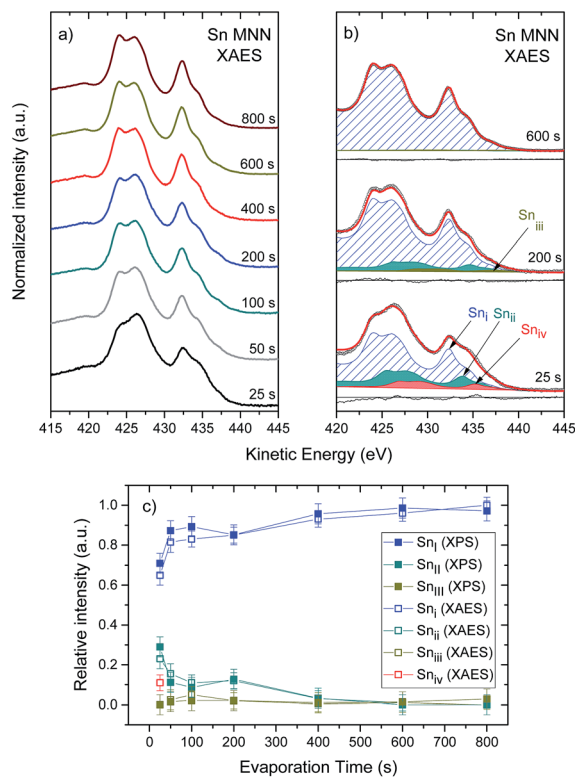 a)
Sn MNN
XAES
800 s
600 s
400 s
200 s
100 s
50 s
25 s
415 420 425 430 435 440 445
Normalized intensity (a.u.)
b)
Sn MNN
XAES
600 s
Sn iii
200 s
Sn i Sn ii
Sn iv
25 s
420 425 430 435 440 445
Kinetic Energy (eV)
c)
1.0
0.8
0.6
0.4
0.2
0.0
Relative intensity (a.u.)
Sn I (XPS)
Sn II (XPS)
Sn III (XPS)
Sn i (XAES)
Sn ii (XAES)
Sn iii (XAES)
Sn iv (XAES)
0 100 200 300 400 500 600 700 800
Evaporation Time (s)